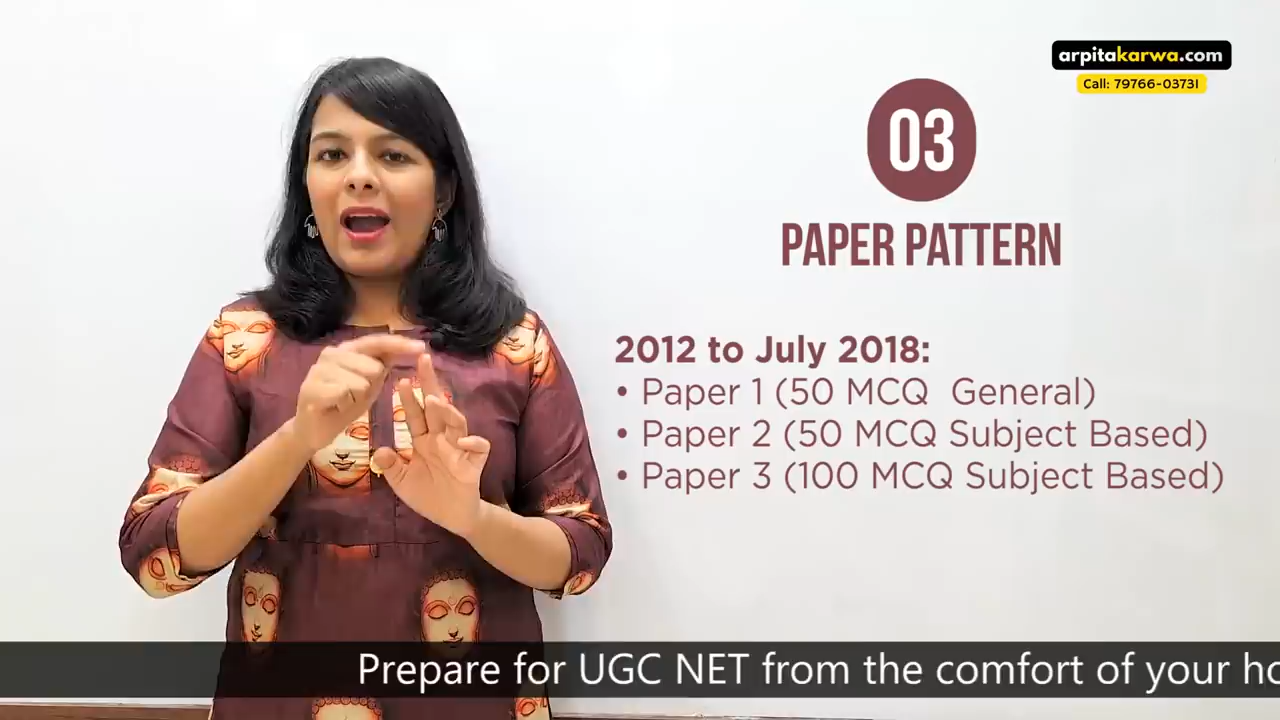 arpitakarwa.com
Call: 79766-03731
03
PAPER PATTERN
2012 to July 2018:
• Paper 1 (50 MCQ  General)
• Paper 2 (50 MCQ Subject Based)
• Paper 3 (100 MCQ Subject Based)
Prepare for UGC NET from the comfort of your